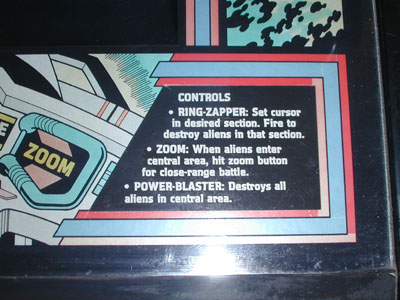 CONTROLS
• RING-ZAPPER: Set cursor
in desired section. Fire to
destroy aliens in that section.
• ZOOM: When aliens enter
central area, hit zoom button
for close-range battle.
• POWER-BLASTER: Destroys all
aliens in central area.
ZOOM